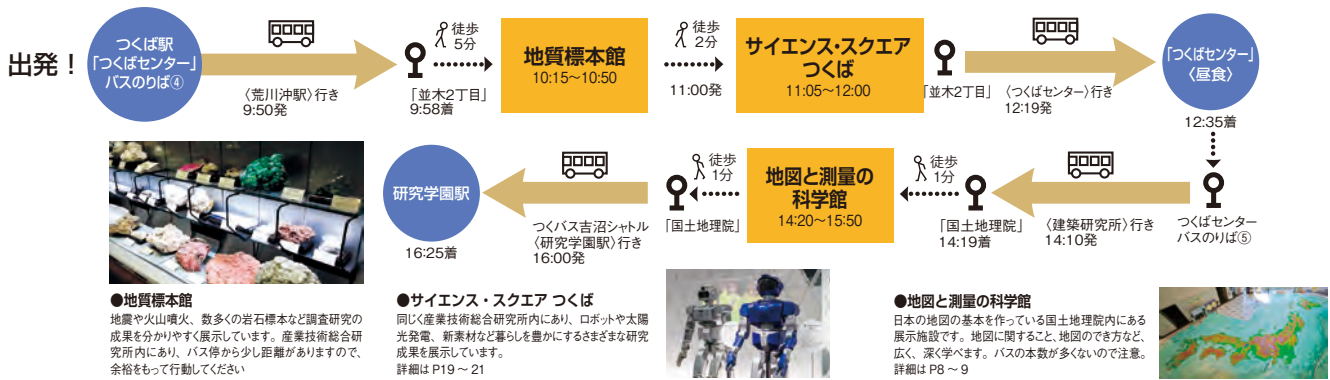 出発！
つくば駅
「つくばセンター」
バスのりば④
〈荒川沖駅〉行き
9:50発
「並木2丁目」
9:58着
徒歩
5分
地質標本館
10:15～10:50
徒歩
2分
11:00発
サイエンス・スクエア
つくば
11:05～12:00
「並木2丁目」
〈つくばセンター〉行き
12:19発
「つくばセンター」
〈昼食〉
12:35着
つくばセンター
バスのりば⑤
〈建築研究所〉行き
14:10発
「国土地理院」
14:19着
徒歩
1分
地図と測量の
科学館
14:20～15:50
徒歩
1分
「国土地理院」
つくバス吉沼シャトル
〈研究学園駅〉行き
16:00発
研究学園駅
16:25着
●地質標本館
地震や火山噴火、数多くの岩石標本など調査研究の
成果を分かりやすく展示しています。産業技術総合研
究所内にあり、バス停から少し距離がありますので、
余裕をもって行動してください
●サイエンス・スクエア つくば
同じく産業技術総合研究所内にあり、ロボットや太陽
光発電、新素材など暮らしを豊かにするさまざまな研究
成果を展示しています。
詳細は P19 ～ 21
●地図と測量の科学館
日本の地図の基本を作っている国土地理院内にある
展示施設です。地図に関すること、地図のでき方など、
広く、深く学べます。バスの本数が多くないので注意。
詳細は P8 ～ 9